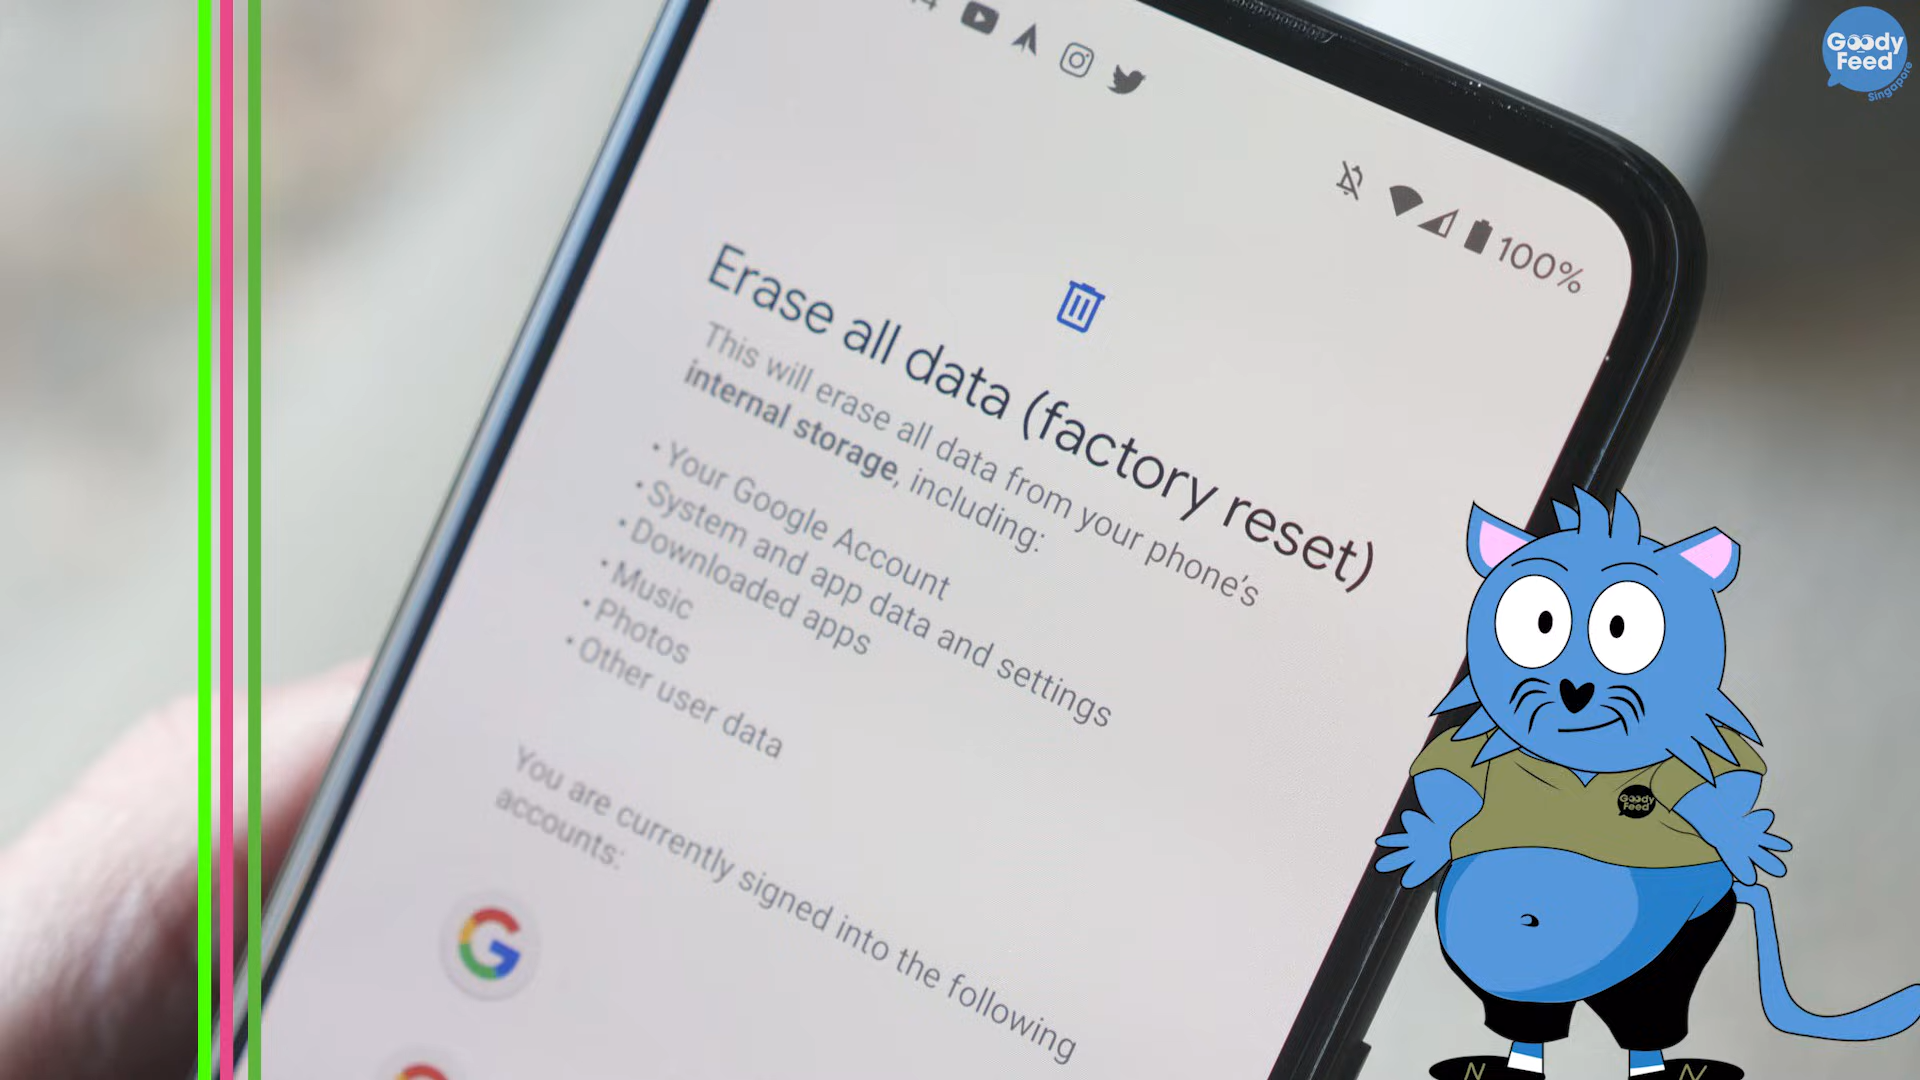 Goody
Feed
Singapore
100%
Erase all data (factory reset)
This will erase all data from your phone's
internal storage, including:
• Your Google Account
• System and app data and settings
• Downloaded apps
• Music
• Photos
• Other user data
You are currently signed into the following
accounts:
G
Goody
Feed
N
N